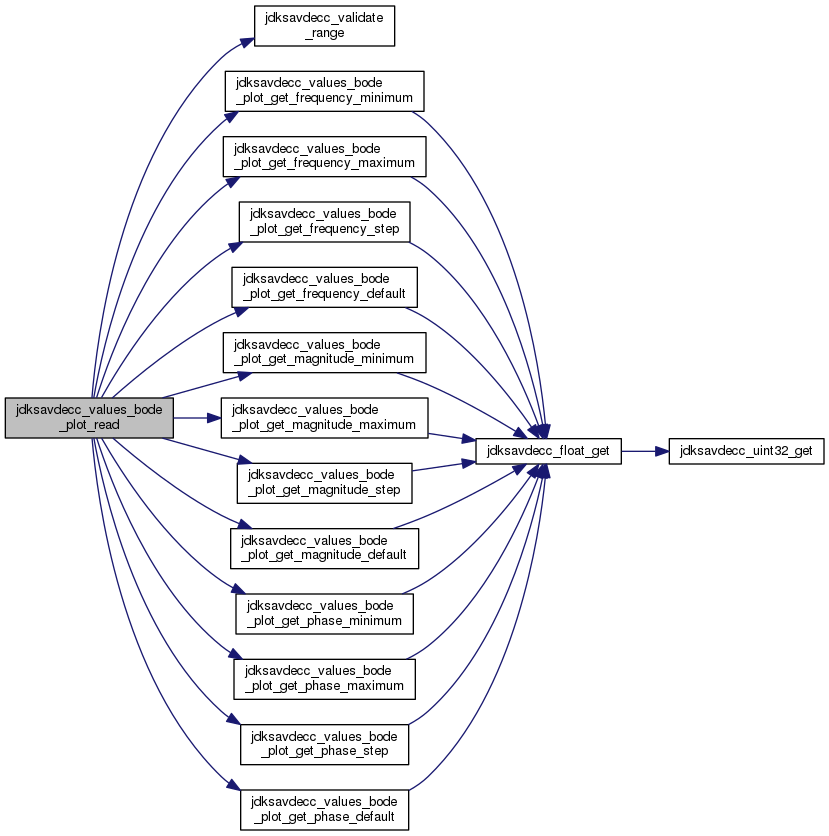 jdksavdecc_validate
_range
jdksavdecc_values_bode
_plot_get_frequency_minimum
jdksavdecc_values_bode
_plot_get_frequency_maximum
jdksavdecc_values_bode
_plot_get_frequency_step
jdksavdecc_values_bode
_plot_get_frequency_default
jdksavdecc_values_bode
_plot_get_magnitude_minimum
jdksavdecc_values_bode
_plot_read
jdksavdecc_values_bode
_plot_get_magnitude_maximum
jdksavdecc_float_get
jdksavdecc_uint32_get
jdksavdecc_values_bode
_plot_get_magnitude_step
jdksavdecc_values_bode
_plot_get_magnitude_default
jdksavdecc_values_bode
_plot_get_phase_minimum
jdksavdecc_values_bode
_plot_get_phase_maximum
jdksavdecc_values_bode
_plot_get_phase_step
jdksavdecc_values_bode
_plot_get_phase_default